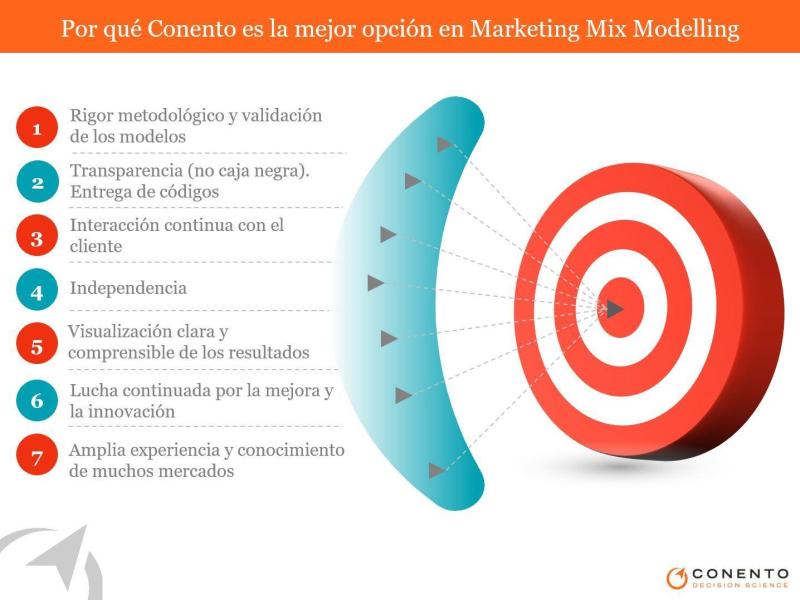 Por qué Conento es la mejor opción en Marketing Mix Modelling
1
Rigor metodológico y validación
de los modelos
2
Transparencia (no caja negra).
Entrega de códigos
3
Interacción continua con el
cliente
4
Independencia
5
Visualización clara y
comprensible de los resultados
6
Lucha continuada por la mejora y
la innovación
7
Amplia experiencia y conocimiento
de muchos mercados
CONENTO
DECISION SCIENCE